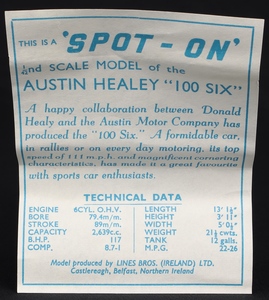 THIS IS A 'SPOT-ON'
nd SCALE MODEL of the
AUSTIN HEALEY "100 SIX"
A happy collaboration between Donald
Healy and the Austin Motor Company has
produced the "100 Six." A formidable car,
in rallies or on every day motoring, its top
speed of 111 m.p.h. and magnificent cornering
characteristics, has made it a great favourite
with sports car enthusiasts.
TECHNICAL DATA
ENGINE 6CYL. O.H.V. LENGTH 13' 1½"
BORE 79.4m/m. HEIGHT 3' 11"
STROKE 89m/m. WIDTH 5' 0½"
CAPACITY 2,639c.c. WEIGHT 21½ cwts.
B.H.P. 117 TANK 12 galls.
COMP. 8.7-1 M.P.G. 22-26
Model produced by LINES BROS. (IRELAND) LTD.
Castlereagh, Belfast, Northern Ireland